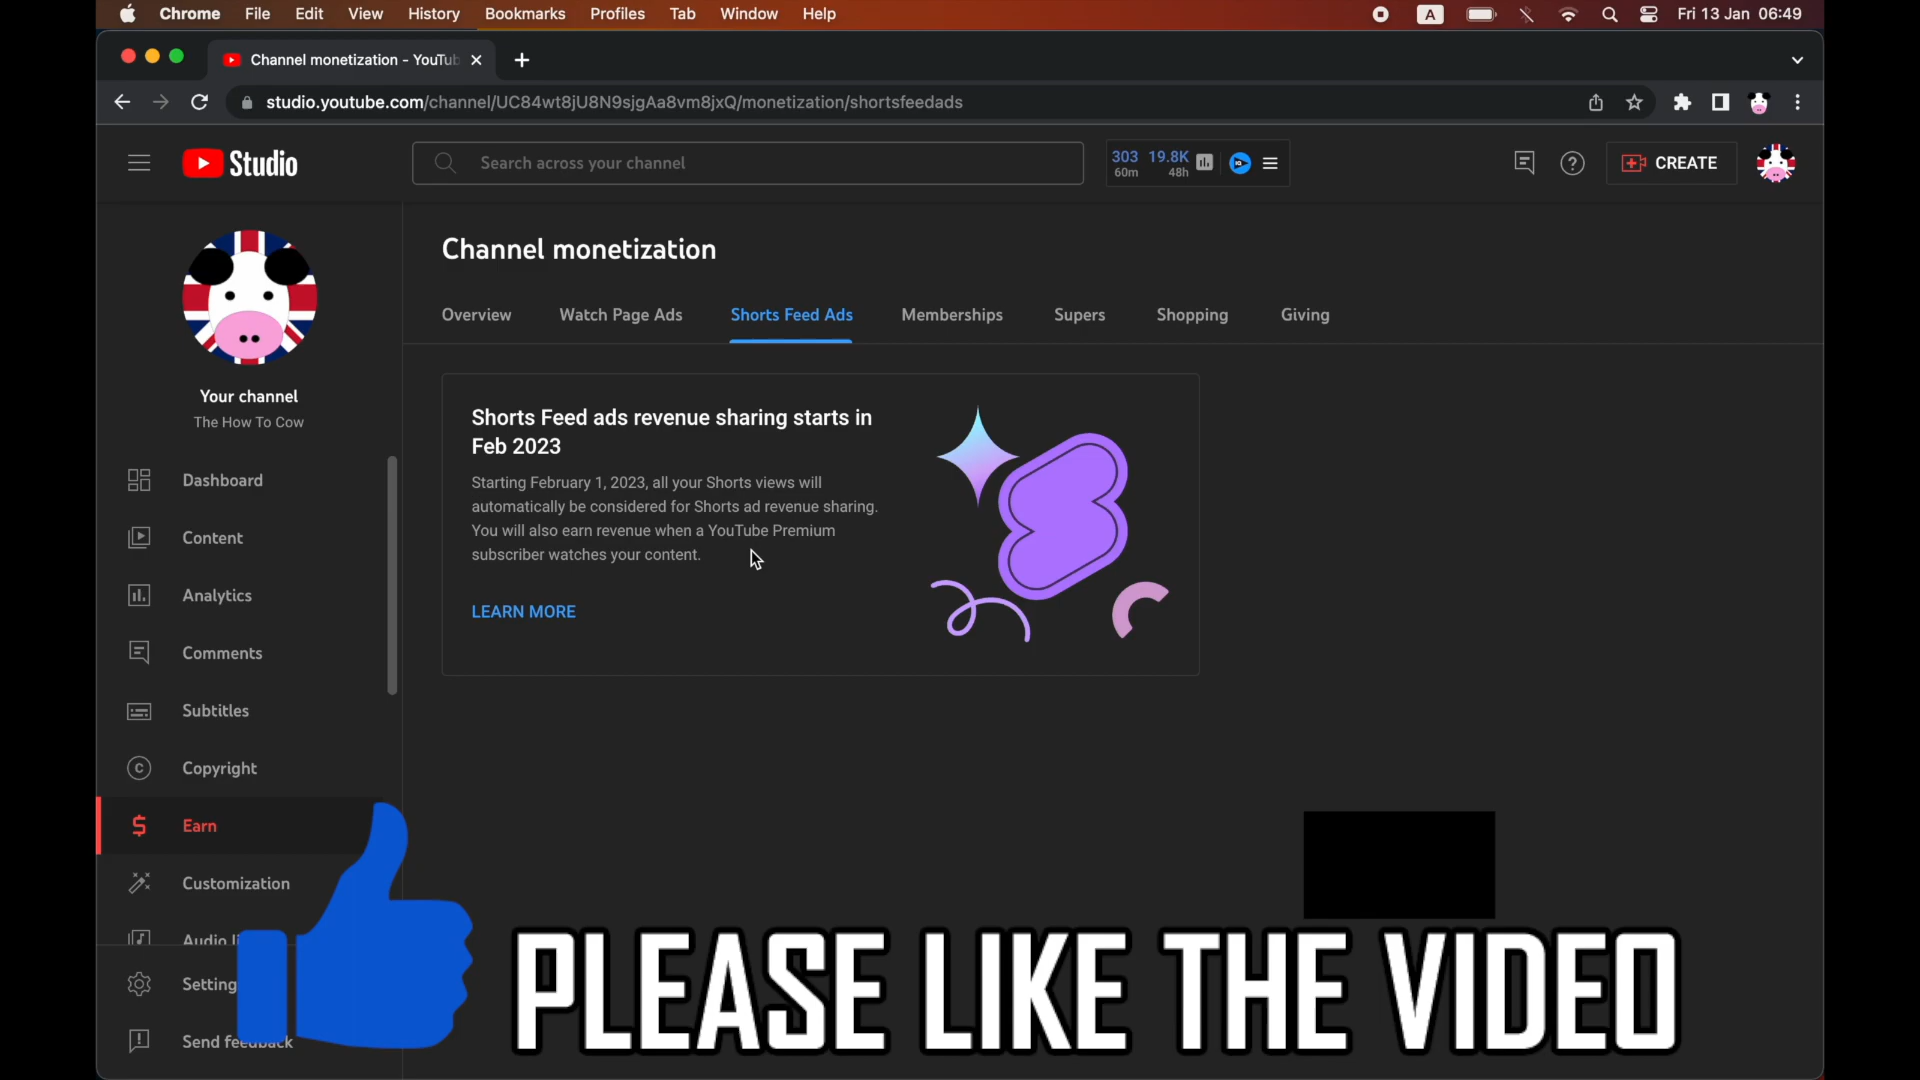 Chrome File Edit View History Bookmarks Profiles Tab Window Help A Fri 13 Jan 06:49
Channel monetization - YouTub
studio.youtube.com/channel/UC84wt8jU8N9sjgAa8vm8jxQ/monetization/shortsfeedads
Studio Search across your channel 303 19.8K CREATE
60m 48h
Channel monetization
Overview Watch Page Ads Shorts Feed Ads Memberships Supers Shopping Giving
Your channel
The How To Cow
Dashboard
Content
Analytics
Comments
Subtitles
Copyright
Earn
Customization
Audio li
Setting
Send feedback
Shorts Feed ads revenue sharing starts in
Feb 2023
Starting February 1, 2023, all your Shorts views will
automatically be considered for Shorts ad revenue sharing.
You will also earn revenue when a YouTube Premium
subscriber watches your content.
LEARN MORE
PLEASE LIKE THE VIDEO